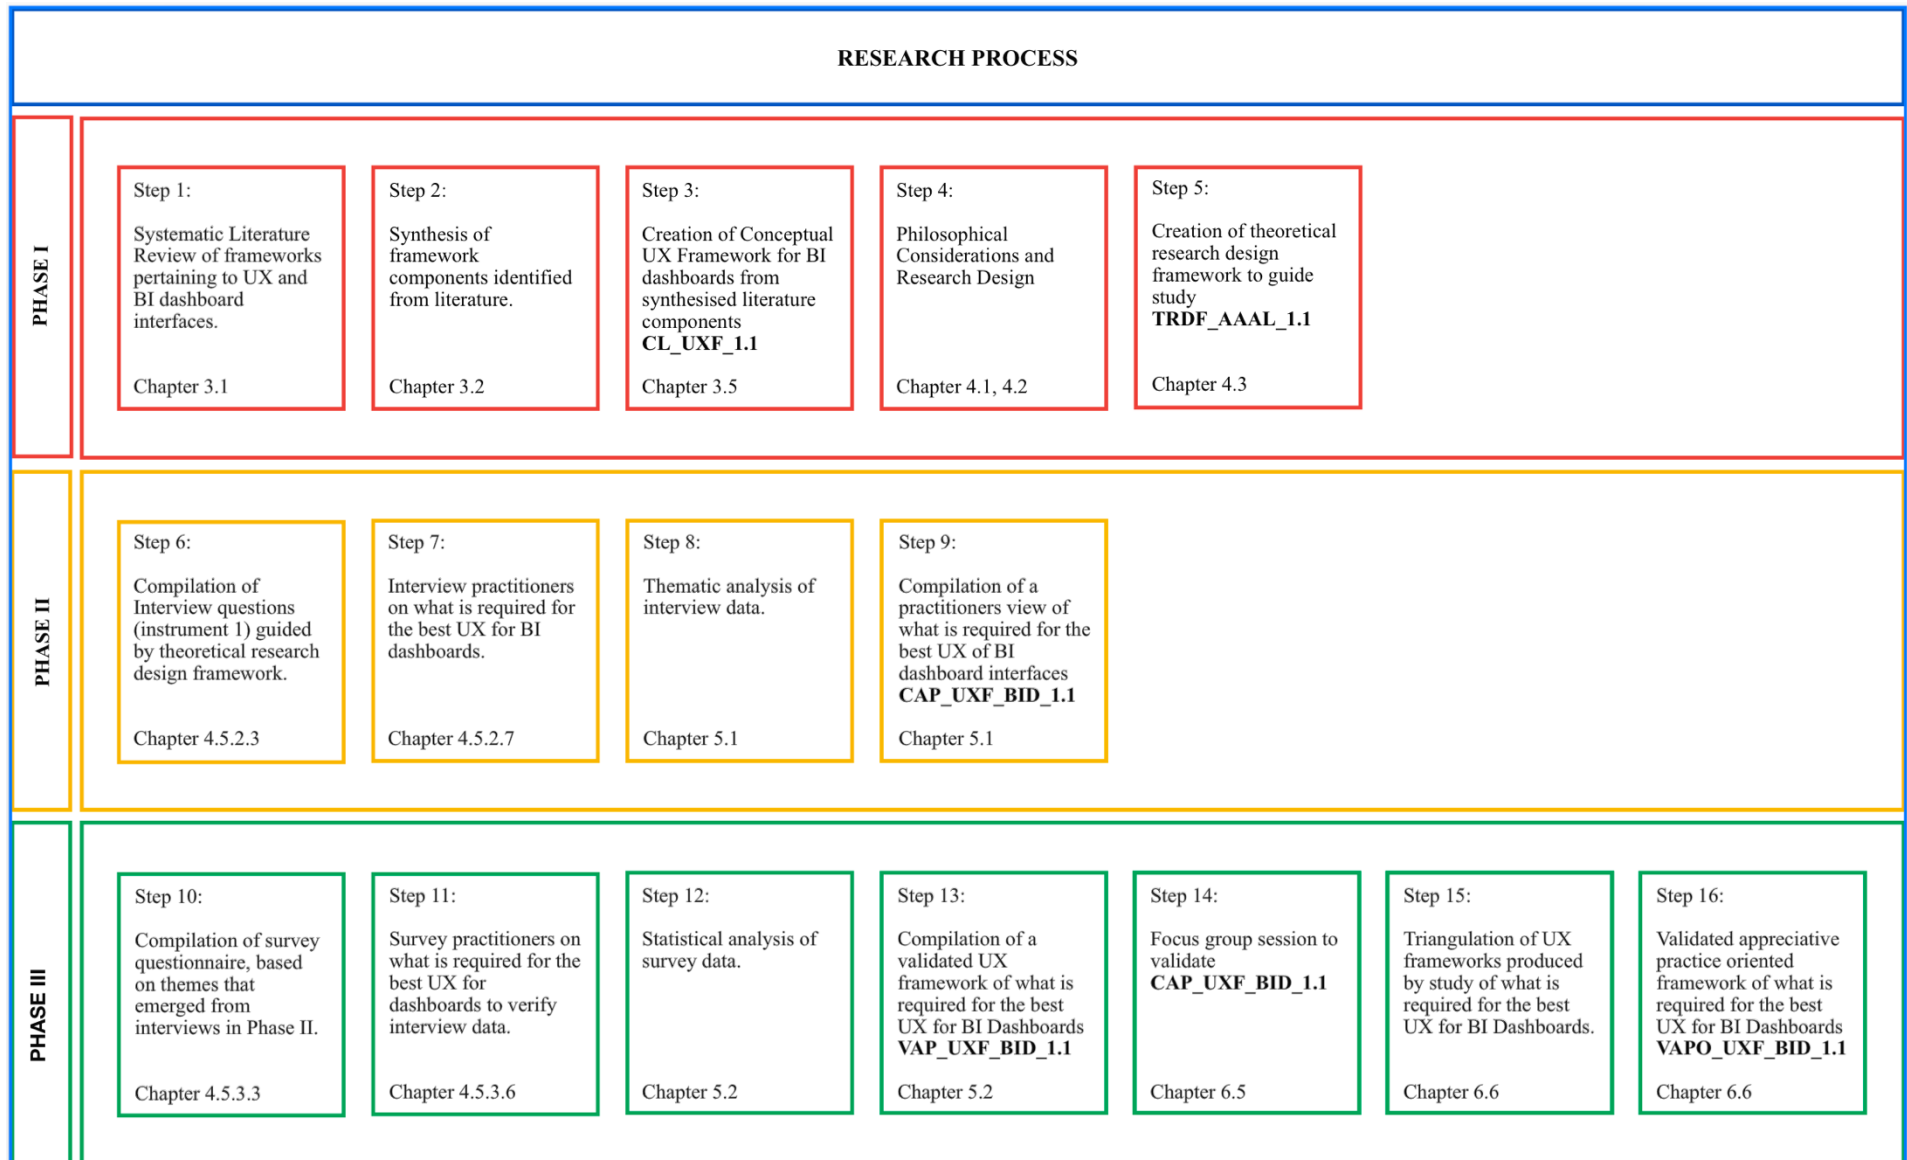 RESEARCH PROCESS
PHASE I
Step 1:
Systematic Literature
Review of frameworks
pertaining to UX and
BI dashboard
interfaces.
Chapter 3.1
Step 2:
Synthesis of
framework
components identified
from literature.
Chapter 3.2
Step 3:
Creation of Conceptual
UX Framework for BI
dashboards from
synthesised literature
components
CL_UXF_1.1
Chapter 3.5
Step 4:
Philosophical
Considerations and
Research Design
Chapter 4.1, 4.2
Step 5:
Creation of theoretical
research design
framework to guide
study
TRDF_AAAL_1.1
Chapter 4.3
PHASE II
Step 6:
Compilation of
Interview questions
(instrument 1) guided
by theoretical research
design framework.
Chapter 4.5.2.3
Step 7:
Interview practitioners
on what is required for
the best UX for BI
dashboards.
Chapter 4.5.2.7
Step 8:
Thematic analysis of
interview data.
Chapter 5.1
Step 9:
Compilation of a
practitioners view of
what is required for the
best UX of BI
dashboard interfaces
CAP_UXF_BID_1.1
Chapter 5.1
PHASE III
Step 10:
Compilation of survey
questionnaire, based
on themes that
emerged from
interviews in Phase II.
Chapter 4.5.3.3
Step 11:
Survey practitioners on
what is required for the
best UX for
dashboards to verify
interview data.
Chapter 4.5.3.6
Step 12:
Statistical analysis of
survey data.
Chapter 5.2
Step 13:
Compilation of a
validated UX
framework of what is
required for the best
UX for BI Dashboards
VAP_UXF_BID_1.1
Chapter 5.2
Step 14:
Focus group session to
validate
CAP_UXF_BID_1.1
Chapter 6.5
Step 15:
Triangulation of UX
frameworks produced
by study of what is
required for the best
UX for BI Dashboards.
Chapter 6.6
Step 16:
Validated appreciative
practice oriented
framework of what is
required for the best
UX for BI Dashboards
VAPO_UXF_BID_1.1
Chapter 6.6